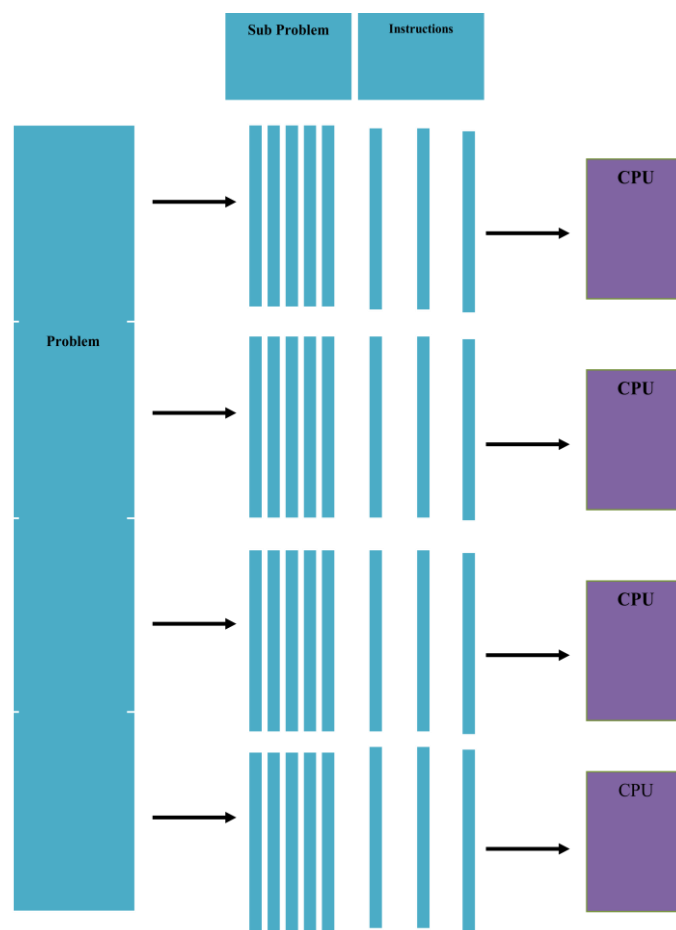 Sub Problem
Instructions
CPU
Problem
CPU
CPU
CPU